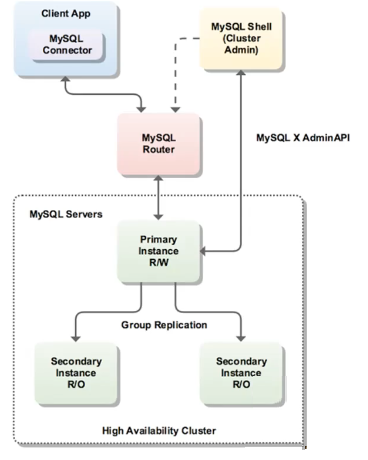 Client App
MySQL
Connector
MySQL Shell
(Cluster
Admin)
MySQL
Router
MySQL X AdminAPI
MySQL Servers
Primary
Instance
R/W
Group Replication
Secondary
Instance
R/O
Secondary
Instance
R/O
High Availability Cluster